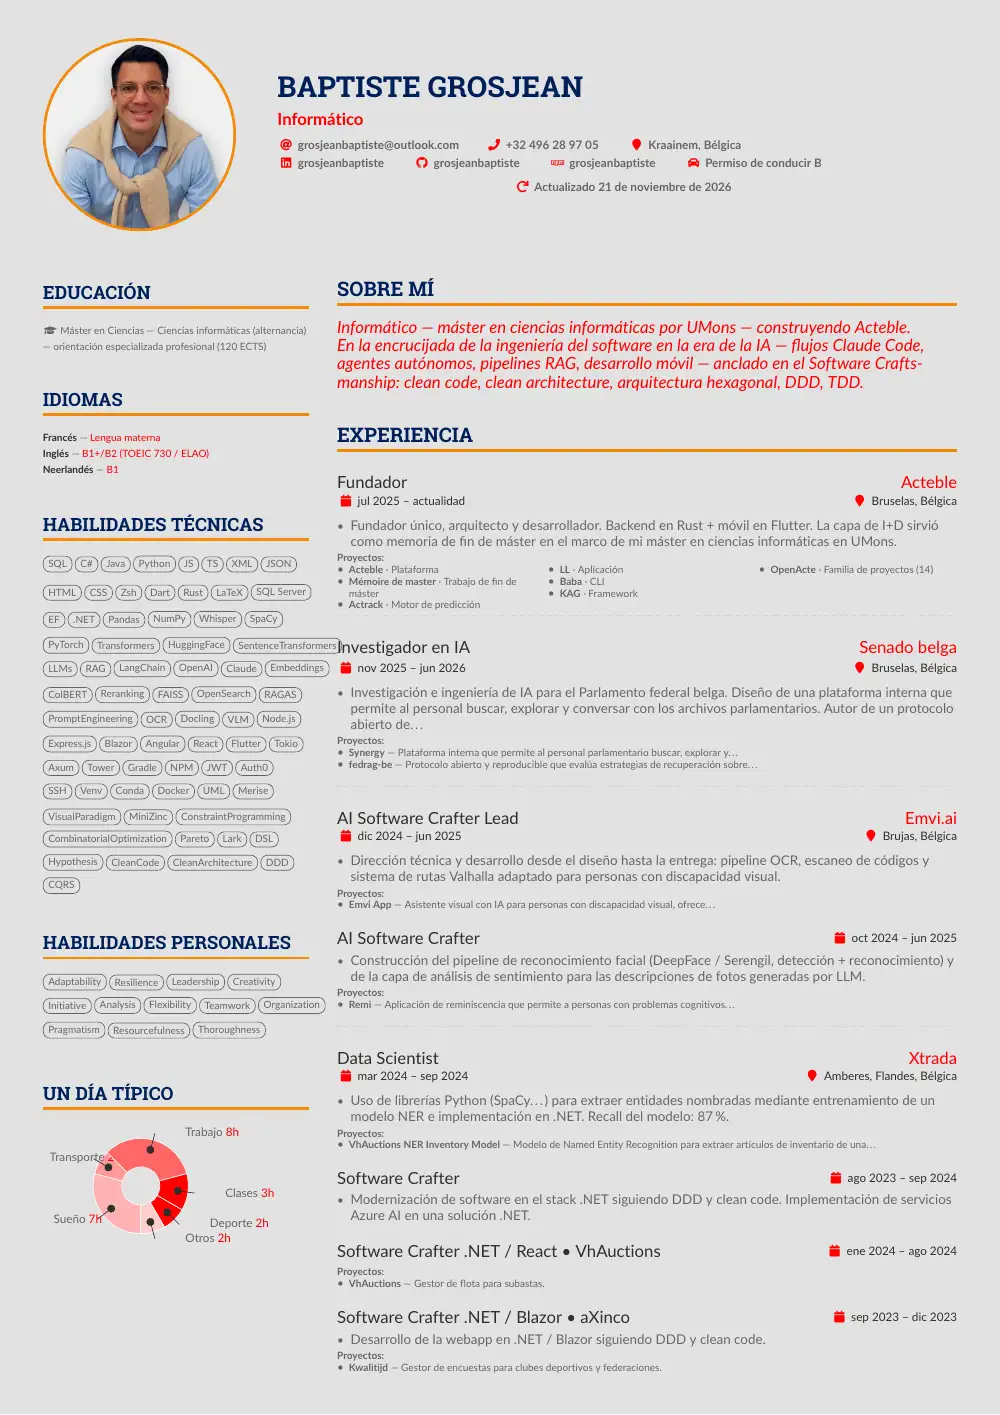 BAPTISTE GROSJEAN
Informático
grosjeanbaptiste@outlook.com +32 496 28 97 05 Kraainem, Bélgica
grosjeanbaptiste grosjeanbaptiste grosjeanbaptiste Permiso de conducir B
Actualizado 21 de noviembre de 2026
EDUCACIÓN
Máster en Ciencias — Ciencias informàticas (alternancia)
— orientación especializada profesional (120 ECTS)
IDIOMAS
Francés — Lengua materna
Inglés — B1+/B2 (TOEIC 730 / ELAO)
Neerlandés — B1
HABILIDADES TÉCNICAS
SQL C# Java Python JS TS XML JSON
HTML CSS Zsh Dart Rust LaTeX SQL Server
EF .NET Pandas NumPy Whisper SpaCy
PyTorch Transformers HuggingFace SentenceTransformers
LLMs RAG LangChain OpenAI Claude Embeddings
ColBERT Reranking FAISS OpenSearch RAGAS
PromptEngineering OCR Docling VLM Node.js
Express.js Blazor Angular React Flutter Tokio
Axum Tower Gradle NPM JWT Auth0
SSH Venv Conda Docker UML Merise
VisualParadigm MiniZinc ConstraintProgramming
CombinatorialOptimization Pareto Lark DSL
Hypothesis CleanCode CleanArchitecture DDD
CQRS
HABILIDADES PERSONALES
Adaptability Resilience Leadership Creativity
Initiative Analysis Flexibility Teamwork Organization
Pragmatism Resourcefulness Thoroughness
UN DÍA TÍPICO
Trabajo 8h
Transporte
Clases 3h
Sueño 7h
Deporte 2h
Otros 2h
SOBRE MÍ
Informático — máster en ciencias informáticas por UMons — construyendo Acteble.
En la encrucijada de la ingeniería del software en la era de la IA — flujos Claude Code,
agentes autónomos, pipelines RAG, desarrollo móvil — anclado en el Software Crafts-
manship: clean code, clean architecture, arquitectura hexagonal, DDD, TDD.
EXPERIENCIA
Fundador Acteble
jul 2025 – actualidad Bruselas, Bélgica
• Fundador único, arquitecto y desarrollador. Backend en Rust + móvil en Flutter. La capa de I+D sirvió
como memoria de fin de máster en el marco de mi máster en ciencias informáticas en UMons.
Proyectos:
• Acteble · Plataforma
• Mémoire de master · Trabajo de fin de
máster
• Actrack · Motor de predicción
• LL · Aplicación
• Baba · CLI
• KAG · Framework
• OpenActe · Familia de proyectos (14)
Investigador en IA Senado belga
nov 2025 – jun 2026 Bruselas, Bélgica
• Investigación e ingeniería de IA para el Parlamento federal belga. Diseño de una plataforma interna que
permite al personal buscar, explorar y conversar con los archivos parlamentarios. Autor de un protocolo
abierto de…
Proyectos:
• Synergy — Plataforma interna que permite al personal parlamentario buscar, explorar y…
• fedrag-be — Protocolo abierto y reproducible que evalúa estrategias de recuperación sobre…
AI Software Crafter Lead Emvi.ai
dic 2024 – jun 2025 Brujas, Bélgica
• Dirección técnica y desarrollo desde el diseño hasta la entrega: pipeline OCR, escaneo de códigos y
sistema de rutas Valhalla adaptado para personas con discapacidad visual.
Proyectos:
• Emvi App — Asistente visual con IA para personas con discapacidad visual, ofrece…
AI Software Crafter oct 2024 – jun 2025
• Construcción del pipeline de reconocimiento facial (DeepFace / Serengil, detección + reconocimiento) y
de la capa de análisis de sentimiento para las descripciones de fotos generadas por LLM.
Proyectos:
• Remi — Aplicación de reminiscencia que permite a personas con problemas cognitivos…
Data Scientist Xtrada
mar 2024 – sep 2024 Amberes, Flandes, Bélgica
• Uso de librerías Python (SpaCy…) para extraer entidades nombradas mediante entrenamiento de un
modelo NER e implementación en .NET. Recall del modelo: 87 %.
Proyectos:
• VhAuctions NER Inventory Model — Modelo de Named Entity Recognition para extraer artículos de inventario de una…
Software Crafter ago 2023 – sep 2024
• Modernización de software en el stack .NET siguiendo DDD y clean code. Implementación de servicios
Azure AI en una solución .NET.
Software Crafter .NET / React • VhAuctions ene 2024 – ago 2024
Proyectos:
• VhAuctions — Gestor de flota para subastas.
Software Crafter .NET / Blazor • aXinco sep 2023 – dic 2023
• Desarrollo de la webapp en .NET / Blazor siguiendo DDD y clean code.
Proyectos:
• Kwalitijd — Gestor de encuestas para clubes deportivos y federaciones.